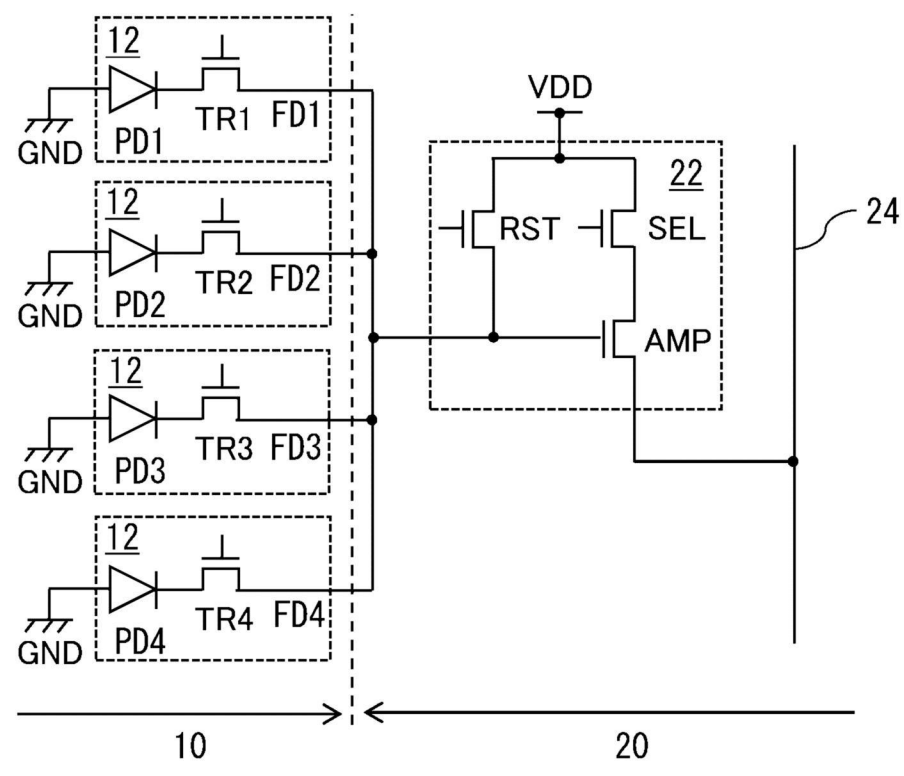 12
PD1
TR1
FD1
GND
12
PD2
TR2
FD2
GND
12
PD3
TR3
FD3
GND
12
PD4
TR4
FD4
GND
VDD
22
RST
SEL
AMP
24
10
20